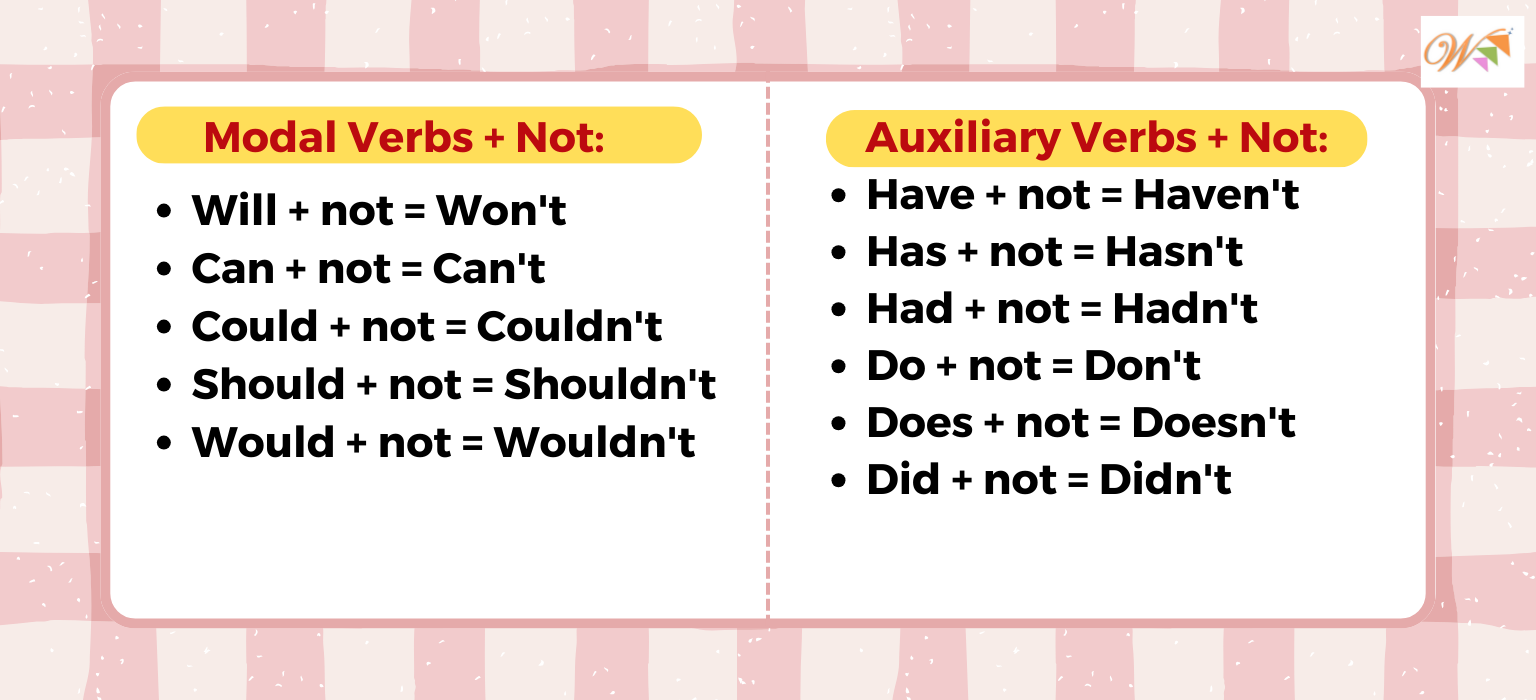 W
Modal Verbs + Not:
• Will + not = Won't
• Can + not = Can't
• Could + not = Couldn't
• Should + not = Shouldn't
• Would + not = Wouldn't
Auxiliary Verbs + Not:
• Have + not = Haven't
• Has + not = Hasn't
• Had + not = Hadn't
• Do + not = Don't
• Does + not = Doesn't
• Did + not = Didn't